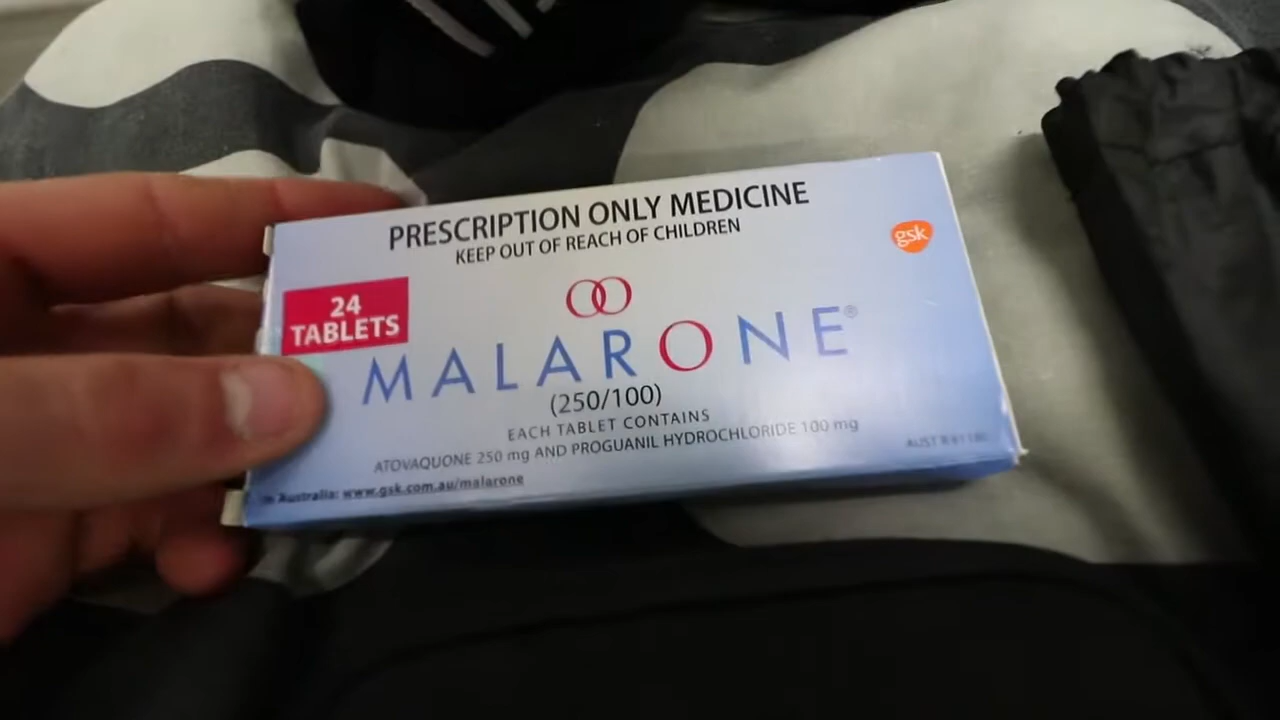 PRESCRIPTION ONLY MEDICINE
KEEP OUT OF REACH OF CHILDREN
gsk
24
TABLETS
MALARONE®
(250/100)
EACH TABLET CONTAINS
ATOVAQUONE 250 mg AND PROGUANIL HYDROCHLORIDE 100 mg
AUST R
In Australia: www.gsk.com.au/malarone